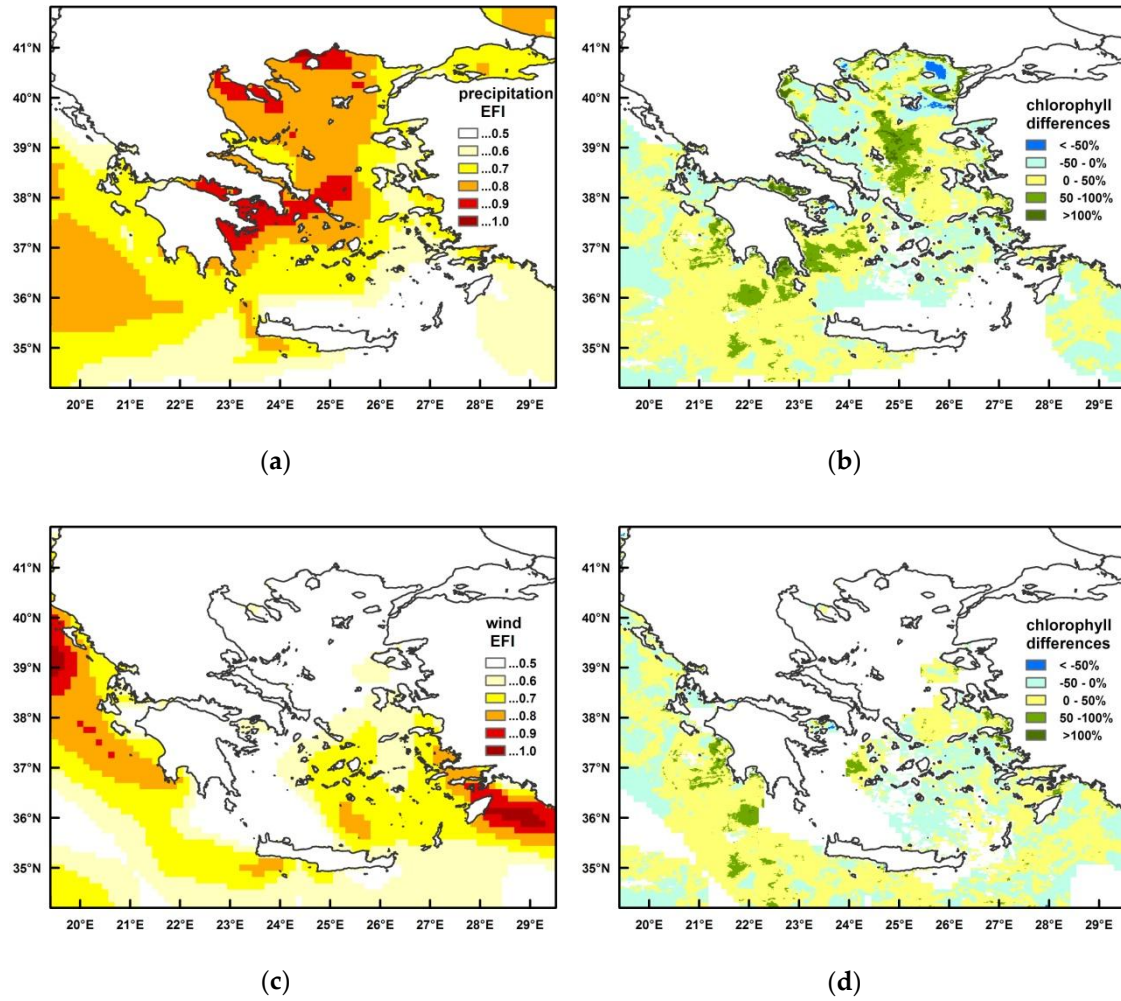 41°N
40°N
39°N
38°N
37°N
36°N
35°N
20°E 21°E 22°E 23°E 24°E 25°E 26°E 27°E 28°E 29°E
precipitation
EFI
...0.5
...0.6
...0.7
...0.8
...0.9
...1.0
(a)
41°N
40°N
39°N
38°N
37°N
36°N
35°N
20°E 21°E 22°E 23°E 24°E 25°E 26°E 27°E 28°E 29°E
chlorophyll
differences
< -50%
-50 - 0%
0 - 50%
50 -100%
>100%
(b)
41°N
40°N
39°N
38°N
37°N
36°N
35°N
20°E 21°E 22°E 23°E 24°E 25°E 26°E 27°E 28°E 29°E
wind
EFI
...0.5
...0.6
...0.7
...0.8
...0.9
...1.0
(c)
41°N
40°N
39°N
38°N
37°N
36°N
35°N
20°E 21°E 22°E 23°E 24°E 25°E 26°E 27°E 28°E 29°E
chlorophyll
differences
< -50%
-50 - 0%
0 - 50%
50 -100%
>100%
(d)